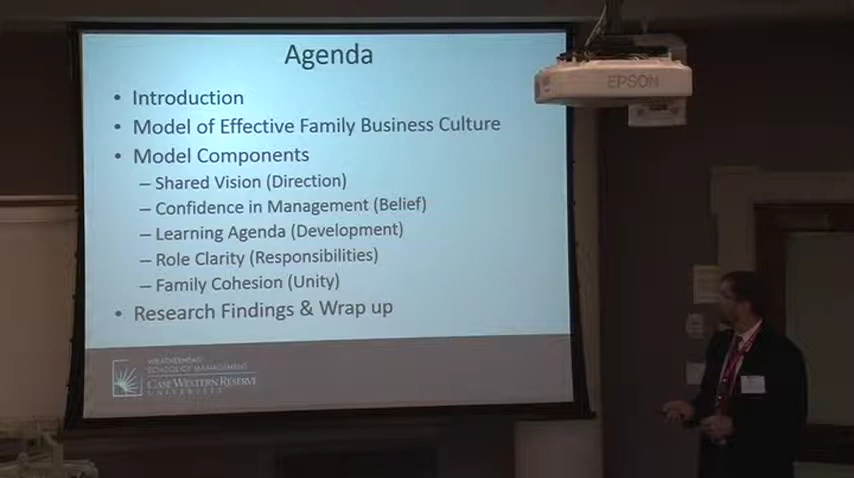 Agenda
• Introduction
• Model of Effective Family Business Culture
• Model Components
– Shared Vision (Direction)
– Confidence in Management (Belief)
– Learning Agenda (Development)
– Role Clarity (Responsibilities)
– Family Cohesion (Unity)
• Research Findings & Wrap up
WEATHERHEAD
SCHOOL OF MANAGEMENT
CASE WESTERN RESERVE
UNIVERSITY
EPSON